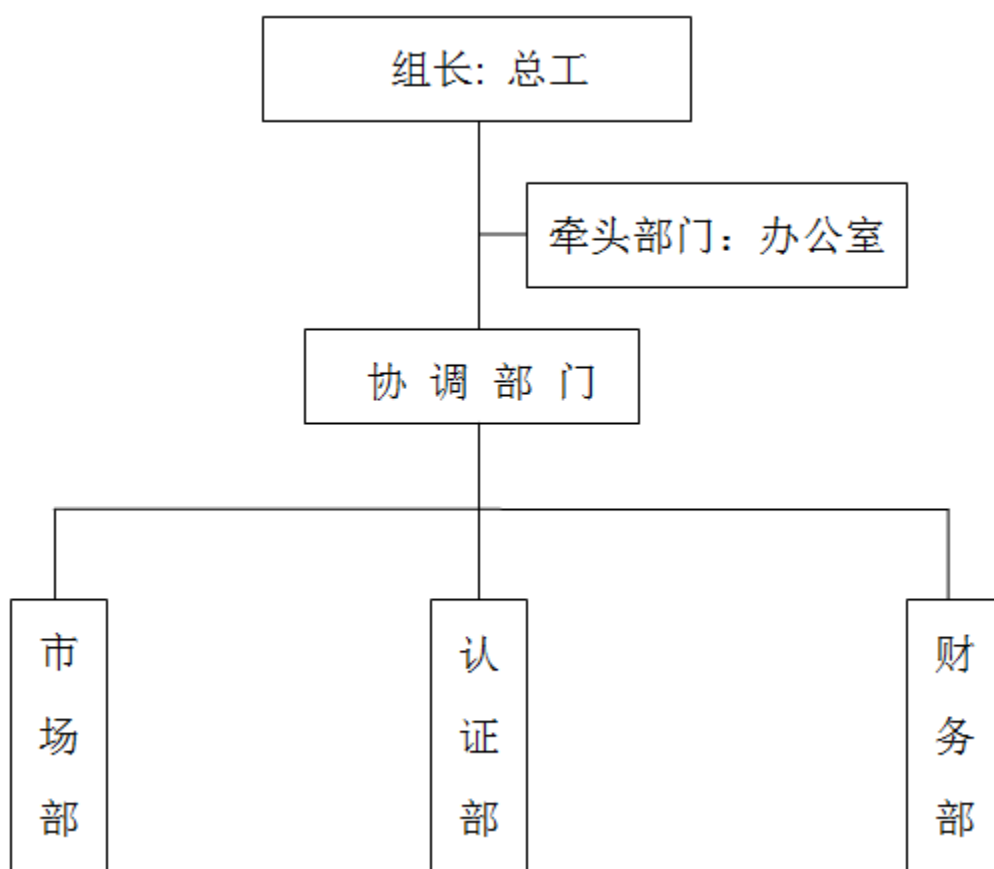 组长: 总工
牵头部门：办公室
协 调 部 门
市场部
认证部
财务部